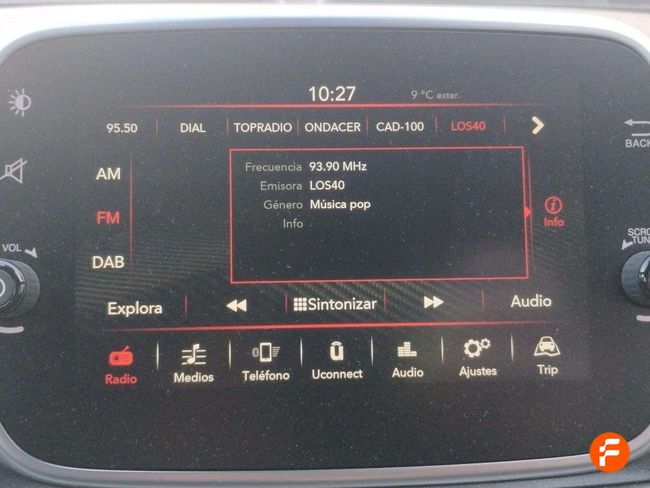 10:27
9 °C exter.
95.50 DIAL TOPRADIO ONDACER CAD-100 LOS40
AM
FM
DAB
Frecuencia 93.90 MHz
Emisora LOS40
Género Música pop
Info
Info
Explora Sintonizar Audio
Radio Medios Teléfono Uconnect Audio Ajustes Trip
BACK
VOL
SCRO
TUN